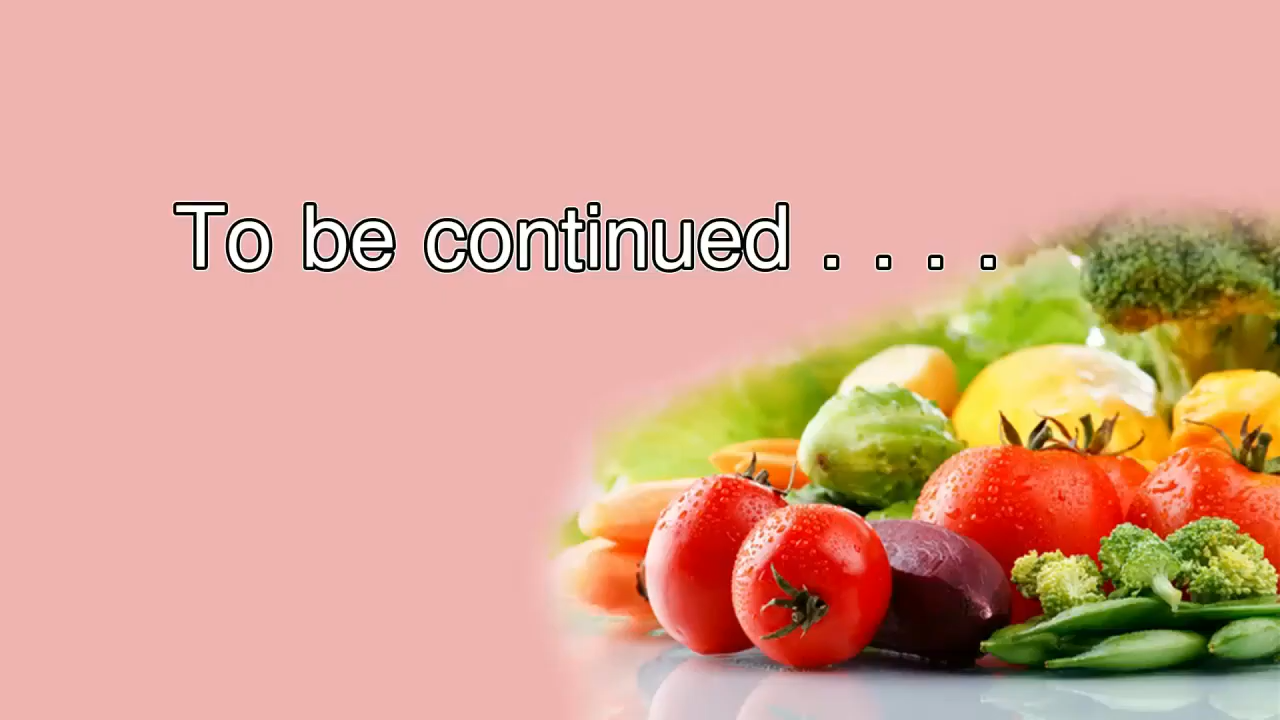 To be continued . . . .